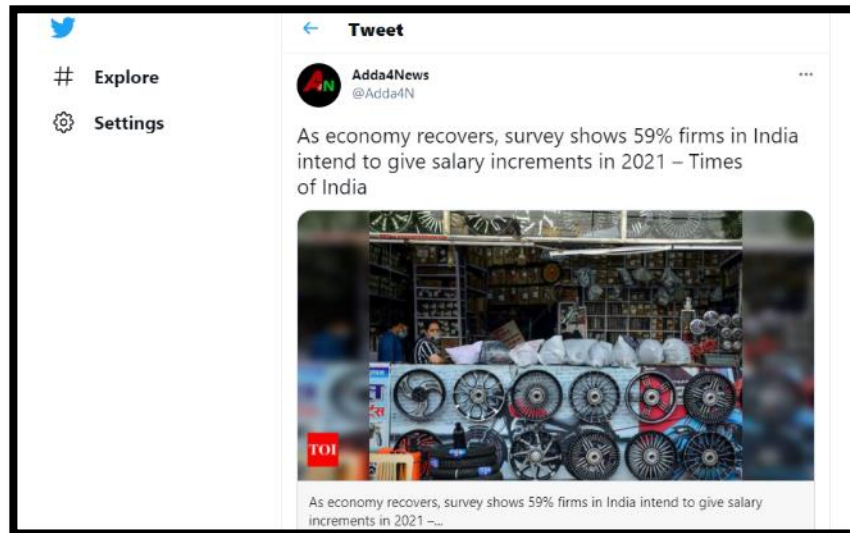 Tweet
# Explore
Settings
Adda4News
@Adda4N
As economy recovers, survey shows 59% firms in India
intend to give salary increments in 2021 – Times
of India
TOI
As economy recovers, survey shows 59% firms in India intend to give salary
increments in 2021 –...